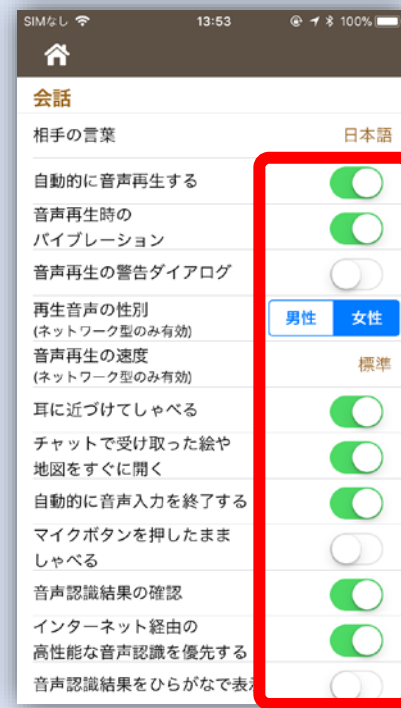 SIMなし 13:53 100%
会話
相手の言葉 日本語
自動的に音声再生する
音声再生時の
バイブレーション
音声再生の警告ダイアログ
再生音声の性別
(ネットワーク型のみ有効)
男性 女性
音声再生の速度
(ネットワーク型のみ有効)
標準
耳に近づけてしゃべる
チャットで受け取った絵や
地図をすぐに開く
自動的に音声入力を終了する
マイクボタンを押したまま
しゃべる
音声認識結果の確認
インターネット経由の
高性能な音声認識を優先する
音声認識結果をひらがなで表